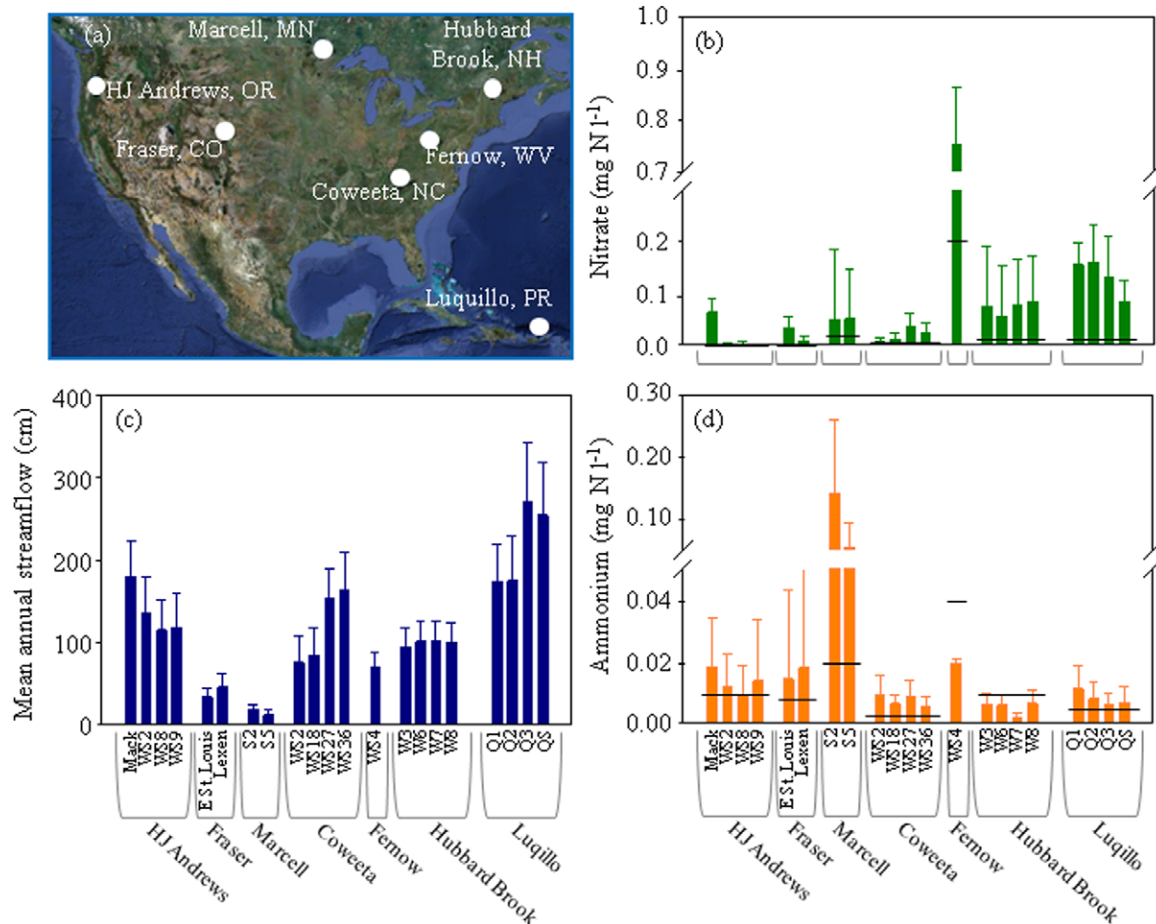 (a)
Marcell, MN
Hubbard
Brook, NH
HJ Andrews, OR
Fraser, CO
Fernow, WV
Coweeta, NC
Luquillo, PR
(b)
Nitrate (mg N l-1)
1.0
0.9
0.8
0.7
0.2
0.1
0.0
(c)
Mean annual streamflow (cm)
400
300
200
100
0
Mack
WS2
WS8
WS9
E St. Louis
Lexen
S2
S5
WS2
WS18
WS27
WS36
WS4
W3
W6
W7
W8
Q1
Q2
Q3
QS
HJ Andrews
Fraser
Marcell
Coweeta
Fernow
Hubbard Brook
Luqillo
(d)
Ammonium (mg N l-1)
0.30
0.20
0.10
0.04
0.02
0.00
Mack
WS2
WS8
WS9
E St. Louis
Lexen
S2
S5
WS2
WS18
WS27
WS36
WS4
W3
W6
W7
W8
Q1
Q2
Q3
QS
HJ Andrews
Fraser
Marcell
Coweeta
Fernow
Hubbard Brook
Luquillo